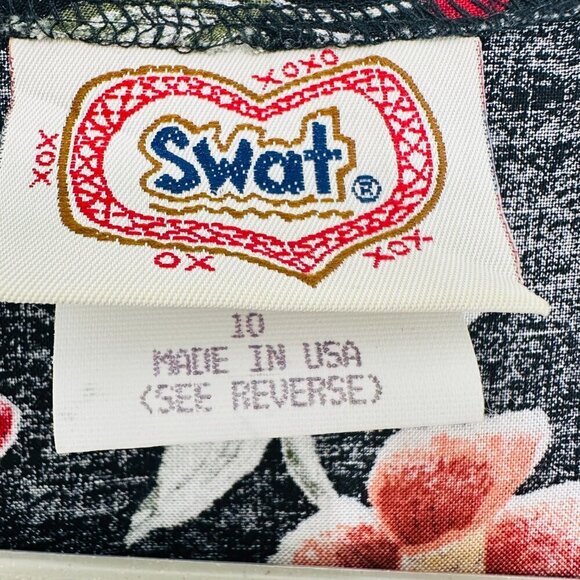 XOXO
XOX
Swat®
OX
XOX
10
MADE IN USA
(SEE REVERSE)